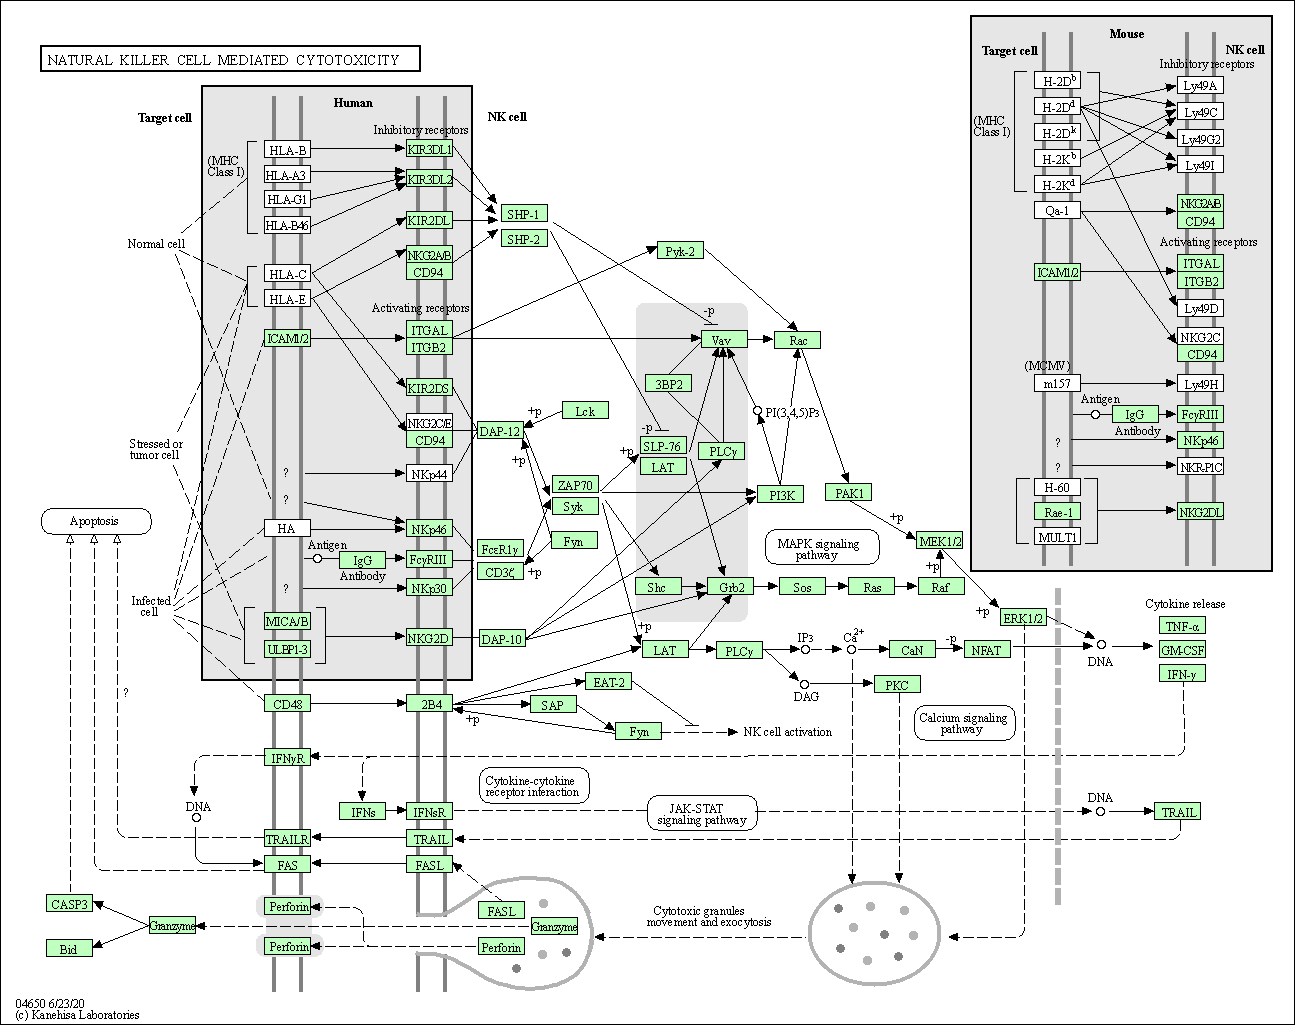 NATURAL KILLER CELL MEDIATED CYTOTOXICITY
Target cell
Human
NK cell
Inhibitory receptors
(MHC
Class I)
HLA-B
KIR3DL1
HLA-A3
KIR3DL2
HLA-G1
HLA-B46
KIR2DL
SHP-1
SHP-2
Normal cell
NKG2A/B
CD94
HLA-C
HLA-E
Activating receptors
ICAM1/2
ITGAL
ITGB2
Pyk-2
-p
Vav
Rac
KIR2DS
3BP2
PI(3,4,5)P3
NKG2C/E
CD94
DAP-12
+p
Lck
+p
-p
SLP-76
LAT
+p
PLCγ
Stressed or
tumor cell
?
NKp44
ZAP70
Syk
PI3K
PAK1
?
Apoptosis
HA
NKp46
+p
MEK1/2
+p
MAPK signaling
pathway
Antigen
IgG
Antibody
FcγRIII
FcεR1γ
CD3ζ
Fyn
+p
?
NKp30
Shc
Grb2
Sos
Ras
Raf
Infected
cell
MICA/B
ULBP1-3
NKG2D
DAP-10
+p
+p
ERK1/2
LAT
PLCγ
IP3
Ca2+
CaN
-p
NFAT
DNA
Cytokine release
TNF-α
GM-CSF
IFN-γ
DAG
PKC
?
CD48
2B4
+p
EAT-2
SAP
Fyn
NK cell activation
Calcium signaling
pathway
IFNγR
Cytokine-cytokine
receptor interaction
DNA
IFNs
IFNsR
JAK-STAT
signaling pathway
DNA
TRAIL
TRAILR
TRAIL
FAS
FASL
CASP3
Bid
Granzyme
Perforin
Perforin
FASL
Granzyme
Perforin
Cytotoxic granules
movement and exocytosis
Mouse
Target cell
NK cell
Inhibitory receptors
(MHC
Class I)
H-2Db
Ly49A
H-2Dd
Ly49C
H-2Dk
Ly49G2
H-2Kb
Ly49I
H-2Kd
Qa-1
NKG2A/B
CD94
Activating receptors
ICAM1/2
ITGAL
ITGB2
Ly49D
NKG2C
CD94
(MCMV)
m157
Ly49H
Antigen
IgG
Antibody
FcγRIII
?
NKp46
?
NKR-P1C
H-60
Rae-1
MULT1
NKG2DL
04650 6/23/20
(c) Kanehisa Laboratories